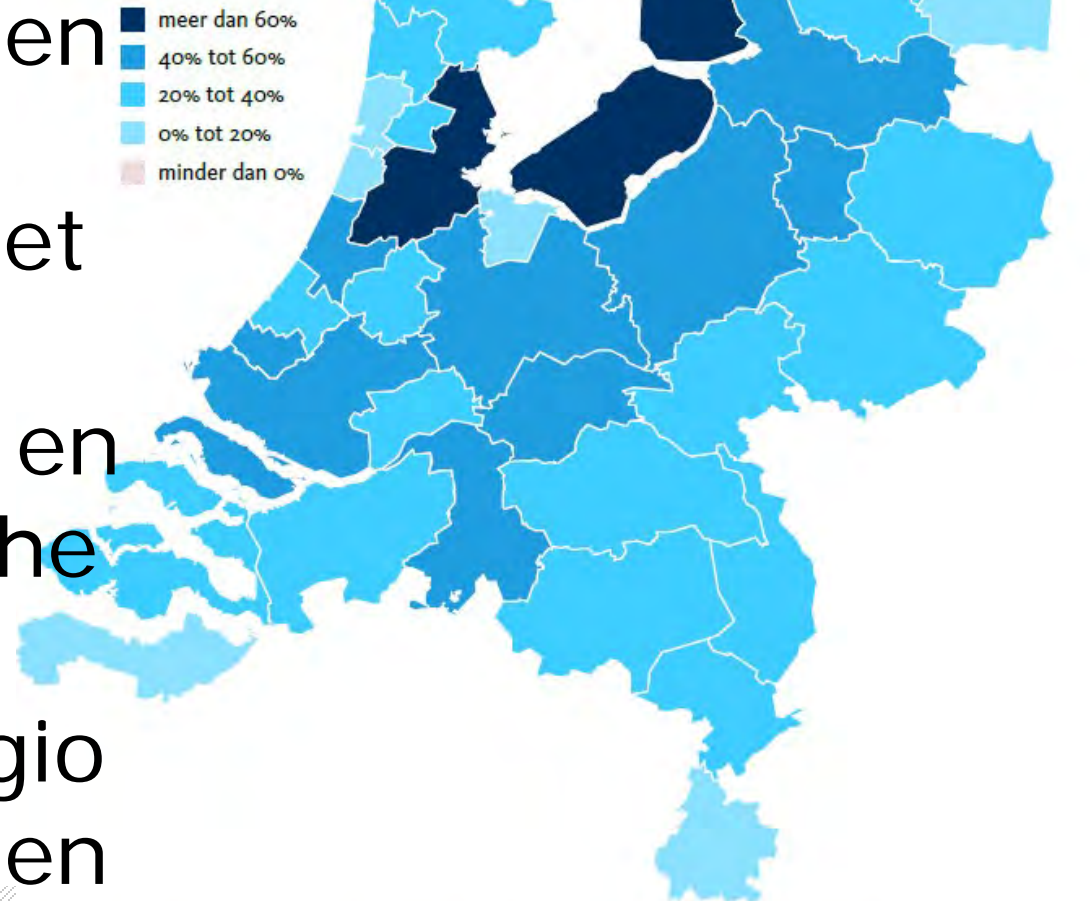 en
meer dan 60%
40% tot 60%
20% tot 40%
0% tot 20%
minder dan 0%
et
en
he
gio
en